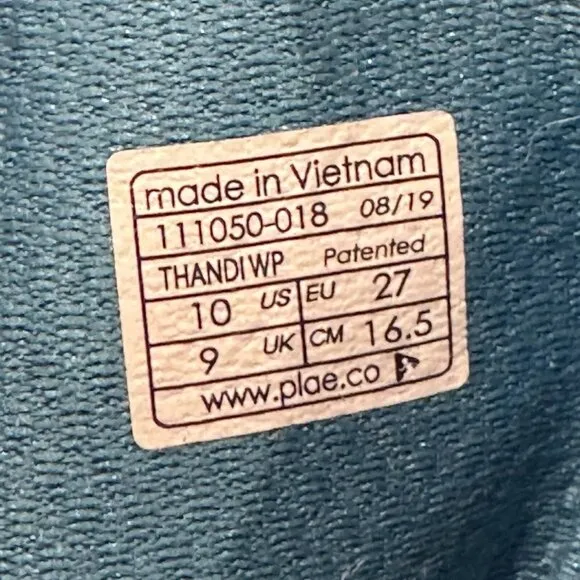 made in Vietnam
111050-018 08/19
THANDI WP Patented
10 US EU 27
9 UK CM 16.5
www.plae.co